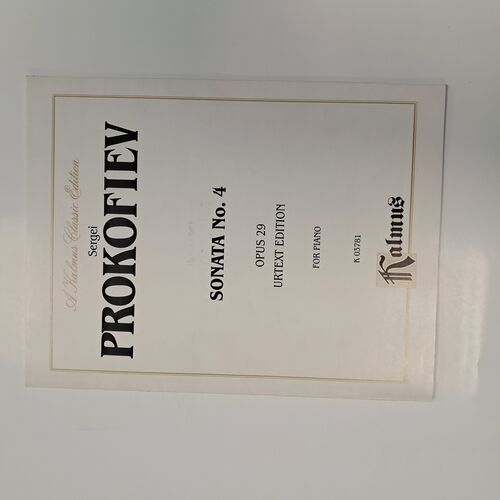 A Kalmus Classic Edition
Sergei
PROKOFIEV
SONATA No. 4
OPUS 29
URTEXT EDITION
FOR PIANO
K 03781
Kalmus